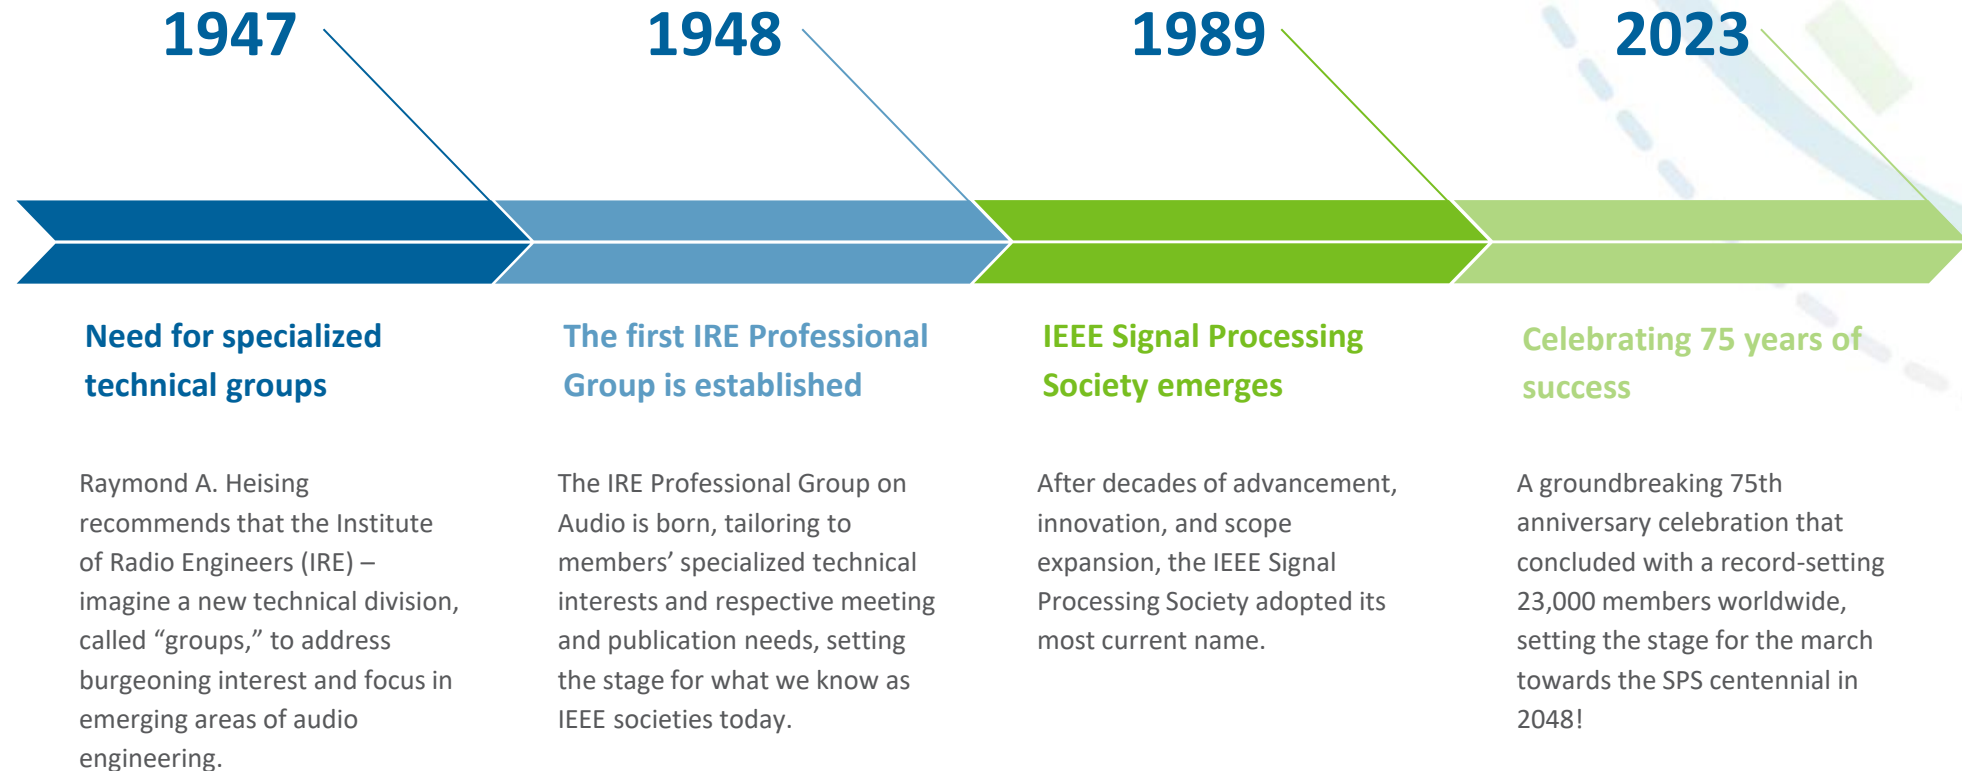 1947
1948
1989
2023
Need for specialized
technical groups
Raymond A. Heising
recommends that the Institute
of Radio Engineers (IRE) –
imagine a new technical division,
called “groups,” to address
burgeoning interest and focus in
emerging areas of audio
engineering.
The first IRE Professional
Group is established
The IRE Professional Group on
Audio is born, tailoring to
members’ specialized technical
interests and respective meeting
and publication needs, setting
the stage for what we know as
IEEE societies today.
IEEE Signal Processing
Society emerges
After decades of advancement,
innovation, and scope
expansion, the IEEE Signal
Processing Society adopted its
most current name.
Celebrating 75 years of
success
A groundbreaking 75th
anniversary celebration that
concluded with a record-setting
23,000 members worldwide,
setting the stage for the march
towards the SPS centennial in
2048!